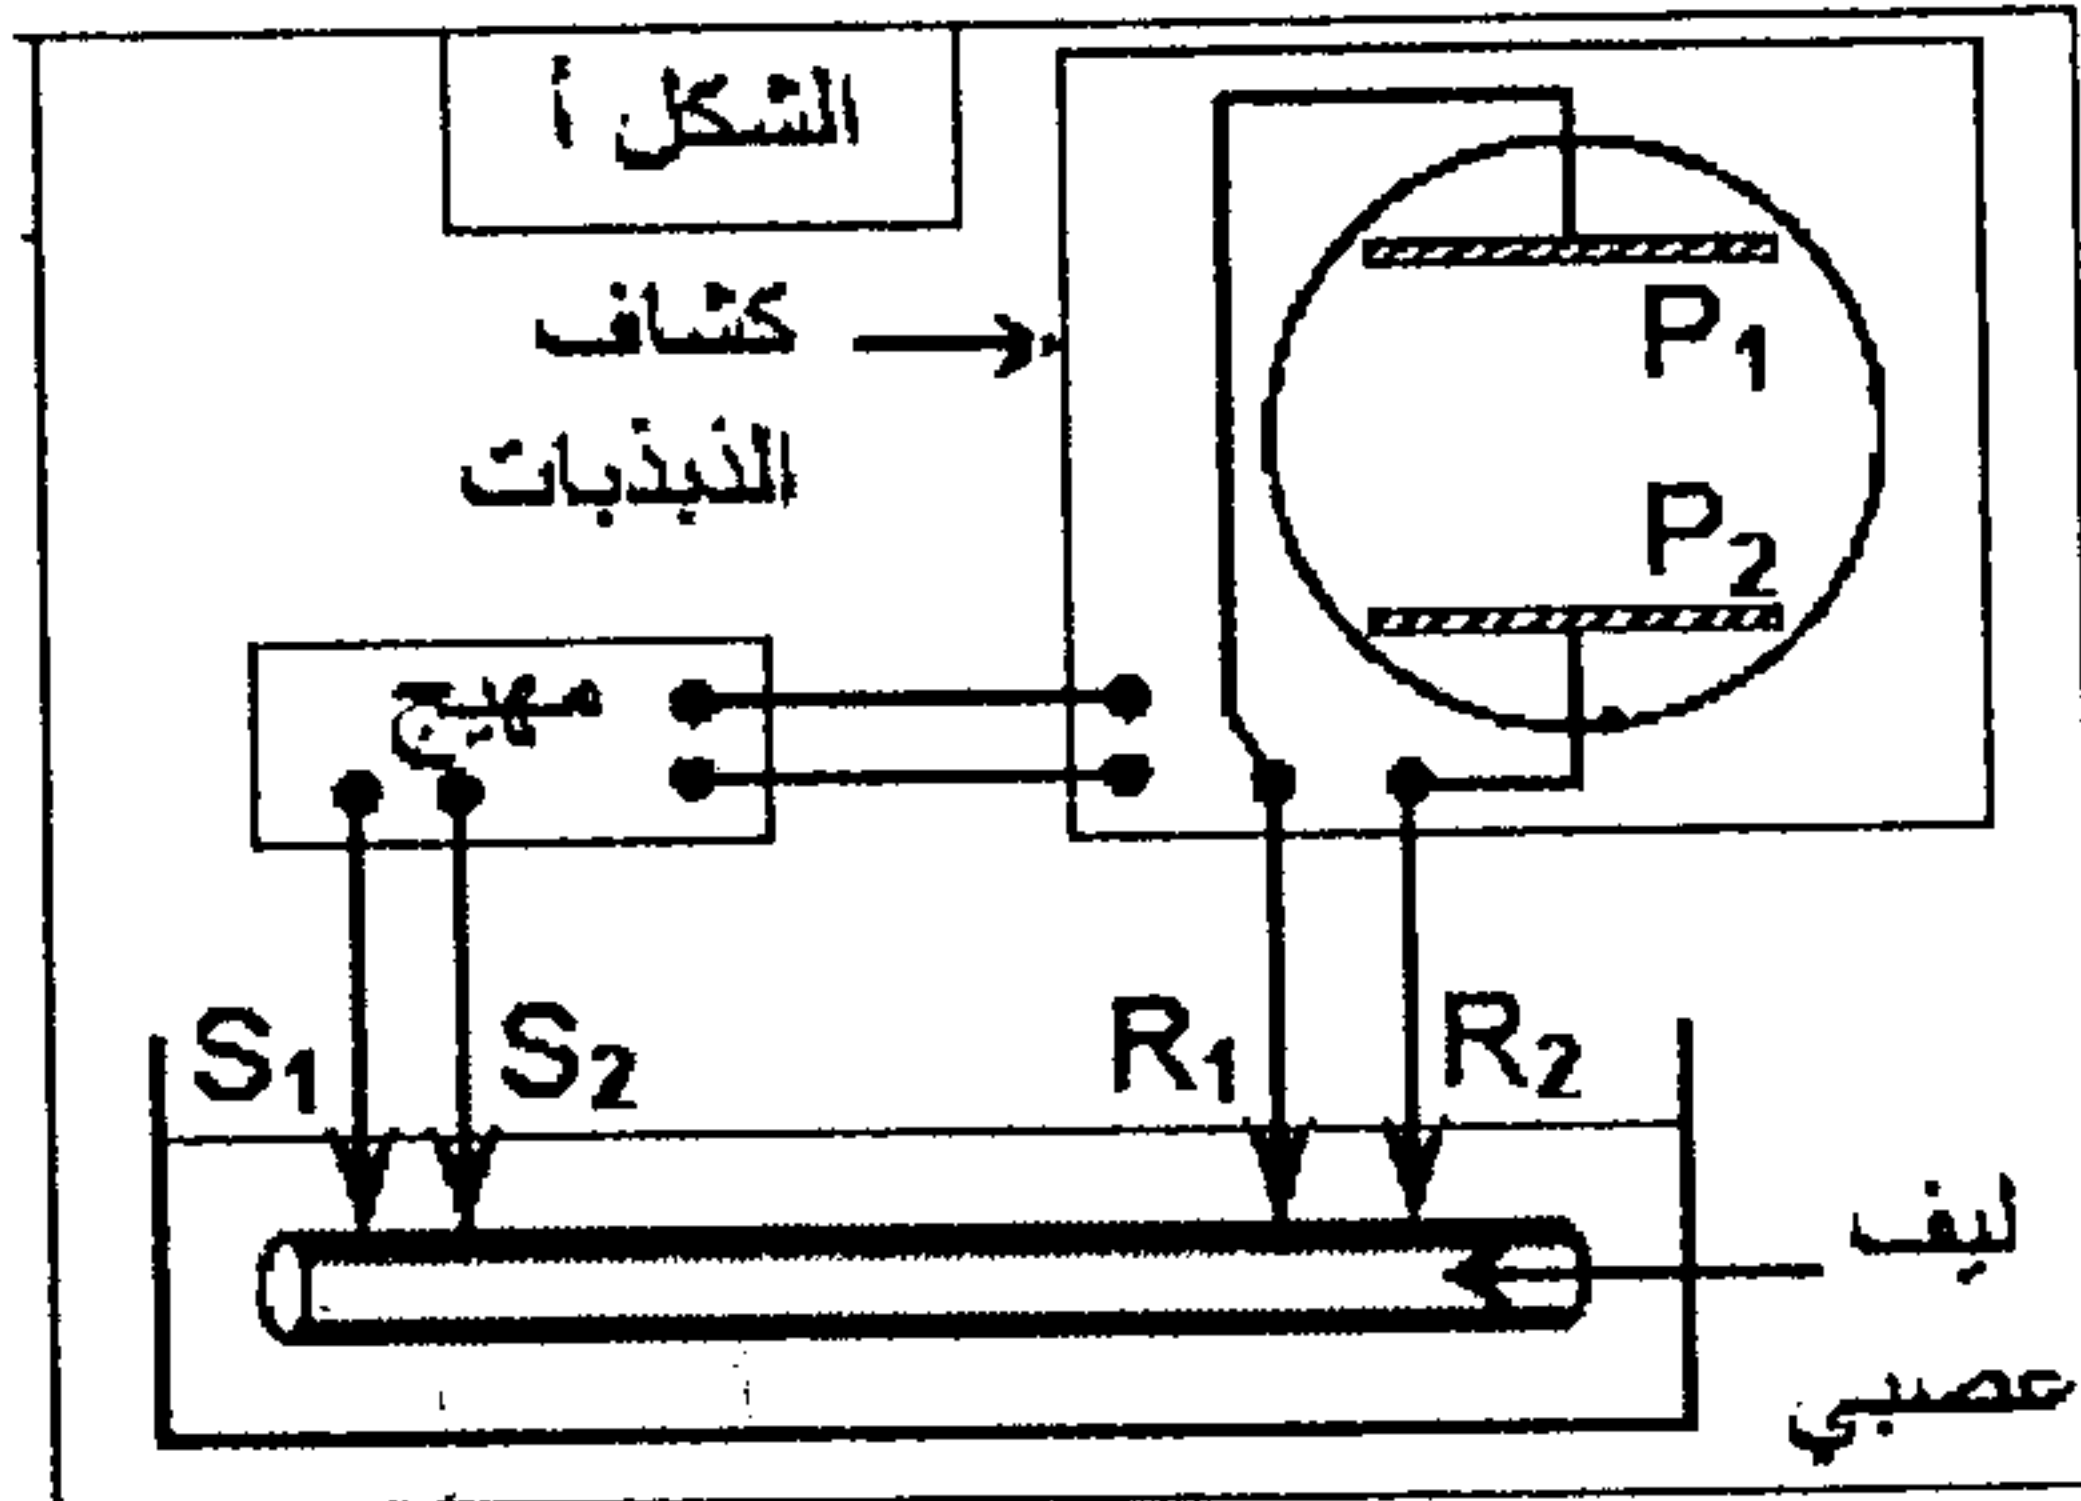 الشكل أ
كشاف
الذبذبات
P1
P2
مهيج
S1 S2 R1 R2
ليف
عصبي